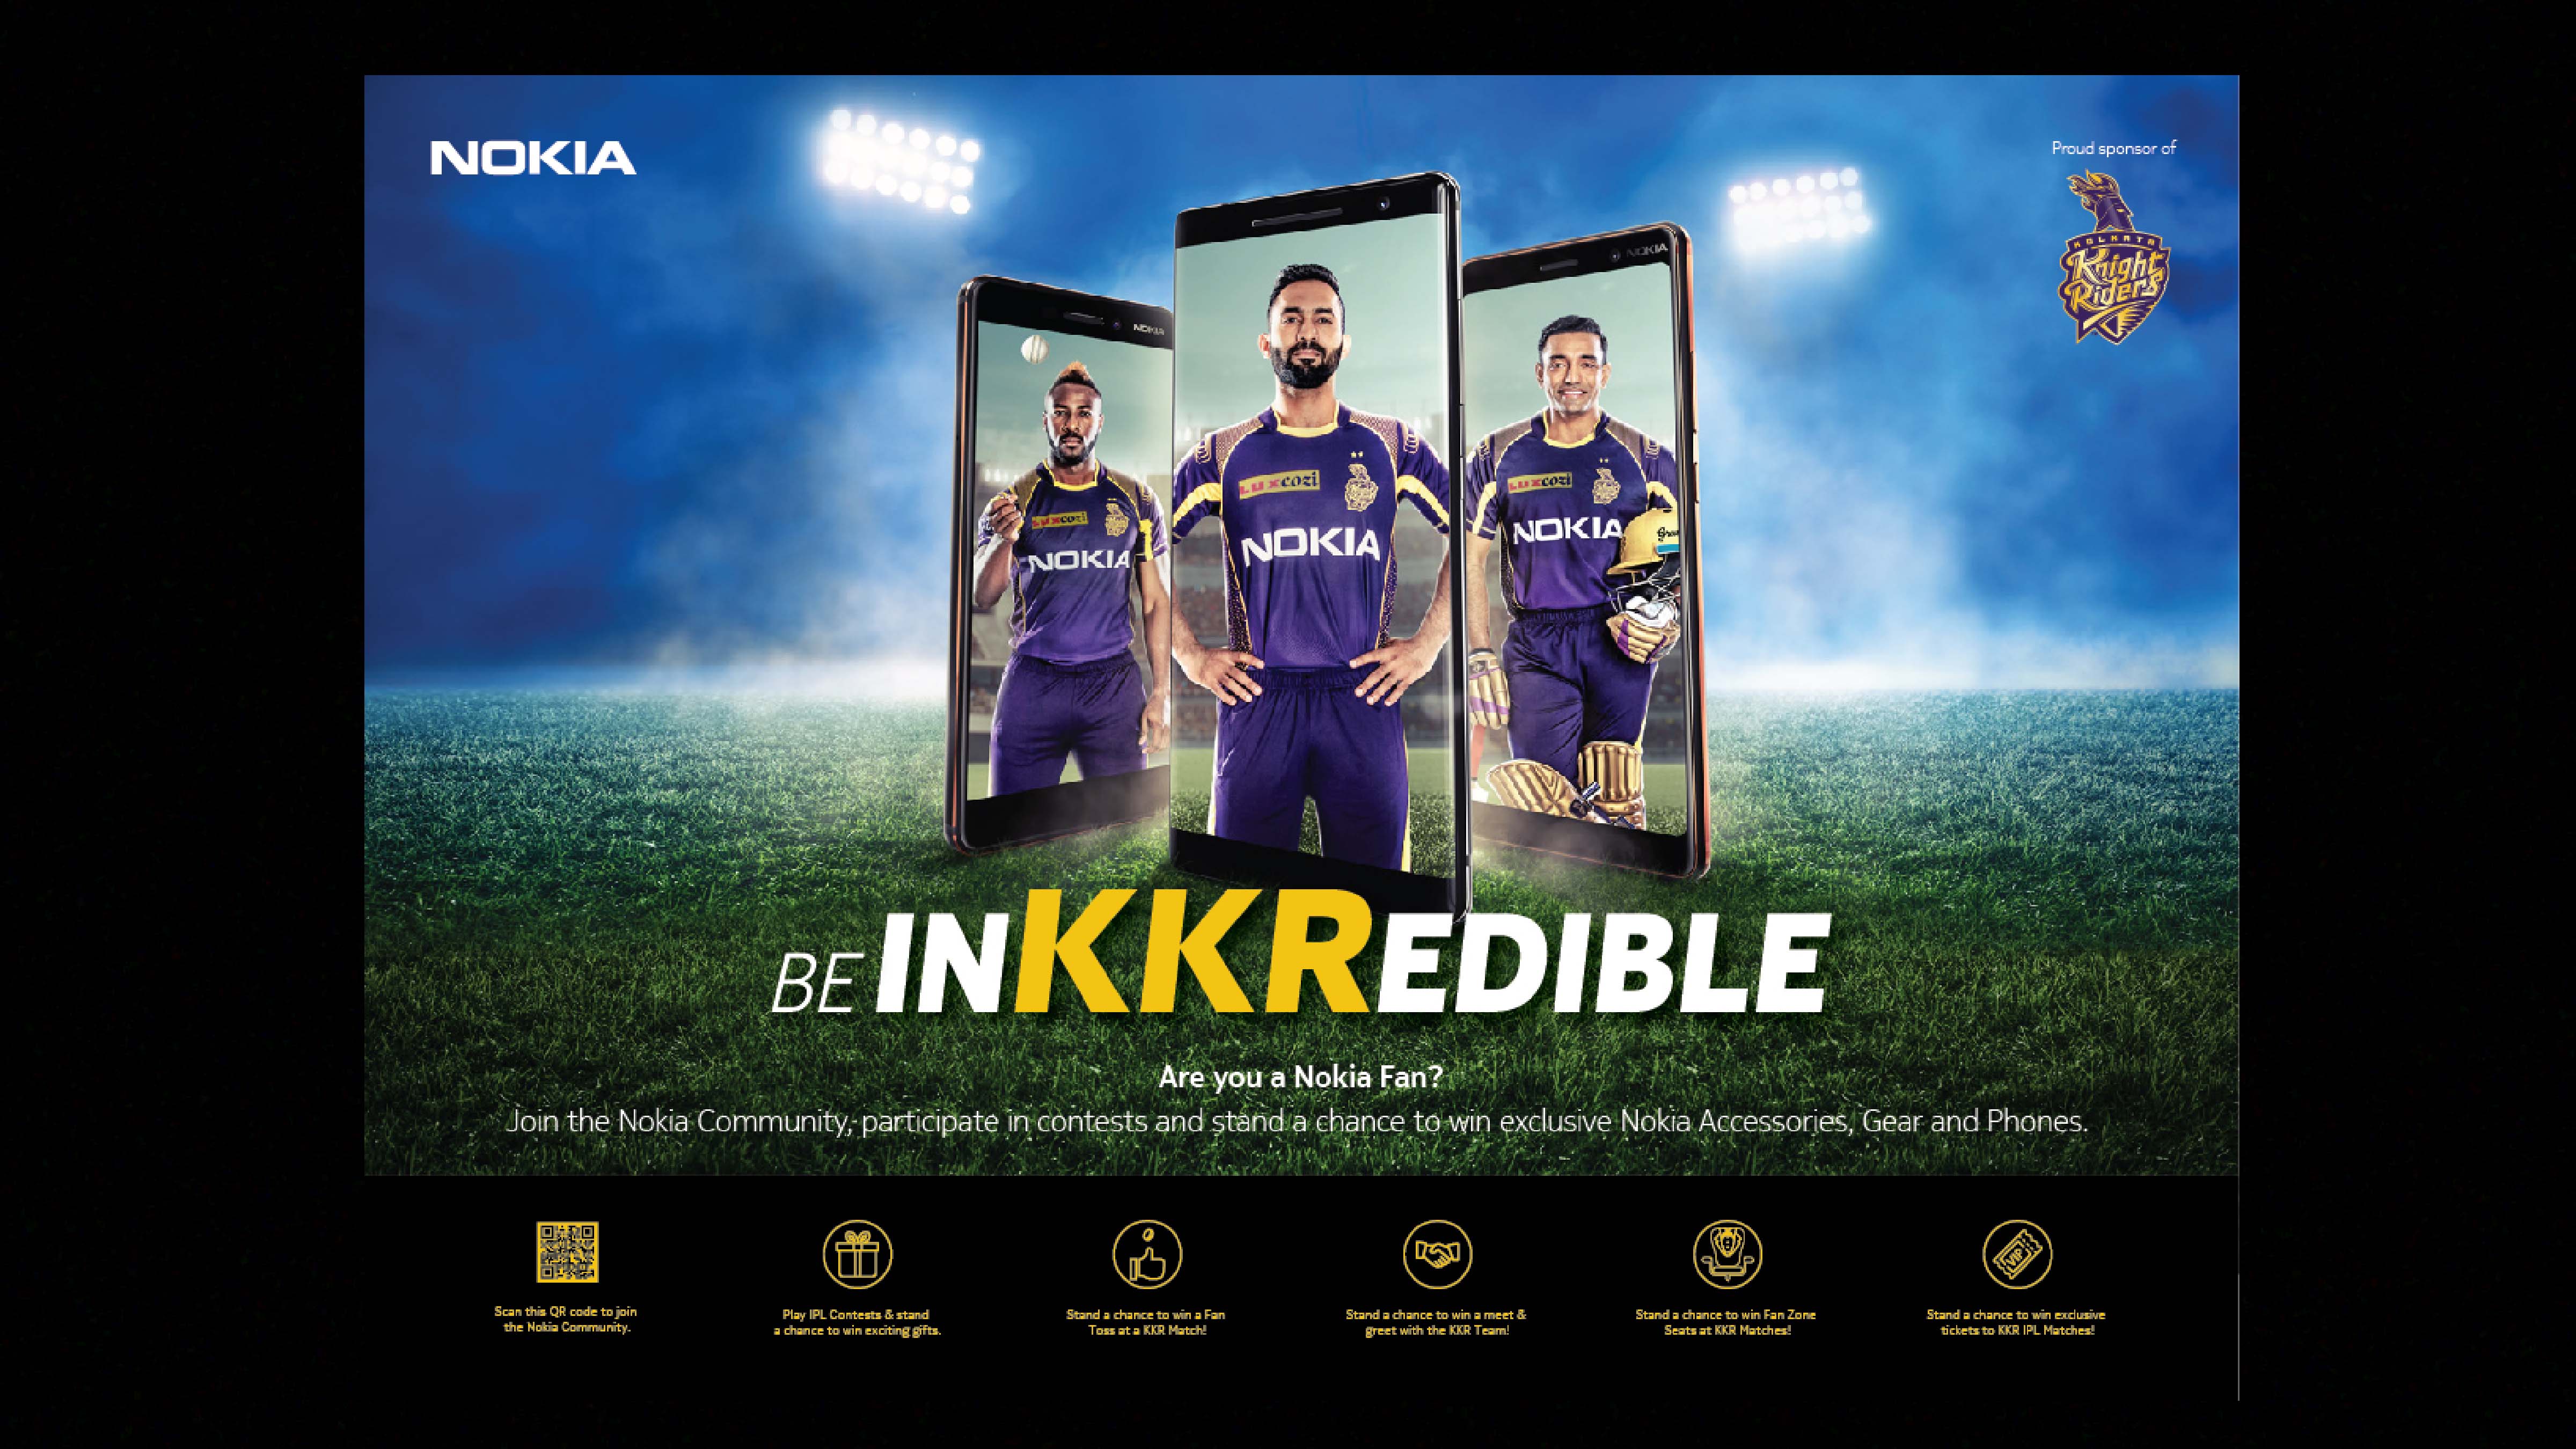 NOKIA
Proud sponsor of
KOLKATA
Knight
Riders
NOKIA
NOKIA
LUXcozi
NOKIA
LUXcozi
NOKIA
LUXcozi
NOKIA
BE INKKREDIBLE
Are you a Nokia Fan?
Join the Nokia Community, participate in contests and stand a chance to win exclusive Nokia Accessories, Gear and Phones.
Scan this QR code to join
the Nokia Community.
Play IPL Contests & stand
a chance to win exciting gifts.
Stand a chance to win a Fan
Toss at a KKR Match!
Stand a chance to win a meet &
greet with the KKR Team!
Stand a chance to win Fan Zone
Seats at KKR Matches!
VIP
Stand a chance to win exclusive
tickets to KKR IPL Matches!